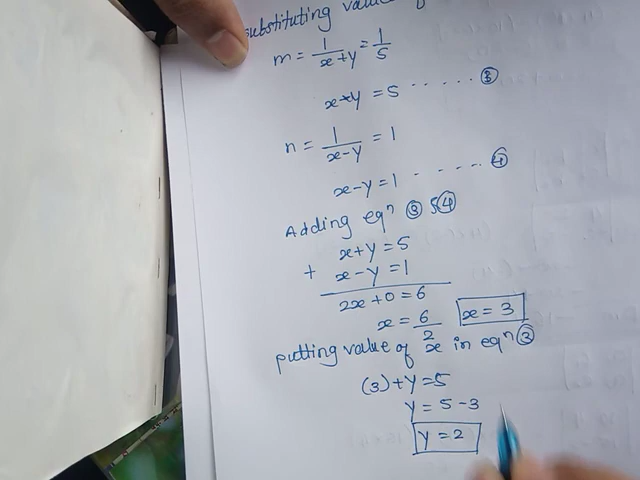 substituting value of
m = 1/(x+y) = 1/5
x+y = 5 ...... ③
n = 1/(x-y) = 1
x-y = 1 ...... ④
Adding eqⁿ ③ & ④
x+y = 5
+ x-y = 1
2x+0 = 6
x = 6/2 x = 3
putting value of x in eqⁿ ③
(3)+y = 5
y = 5-3
y = 2